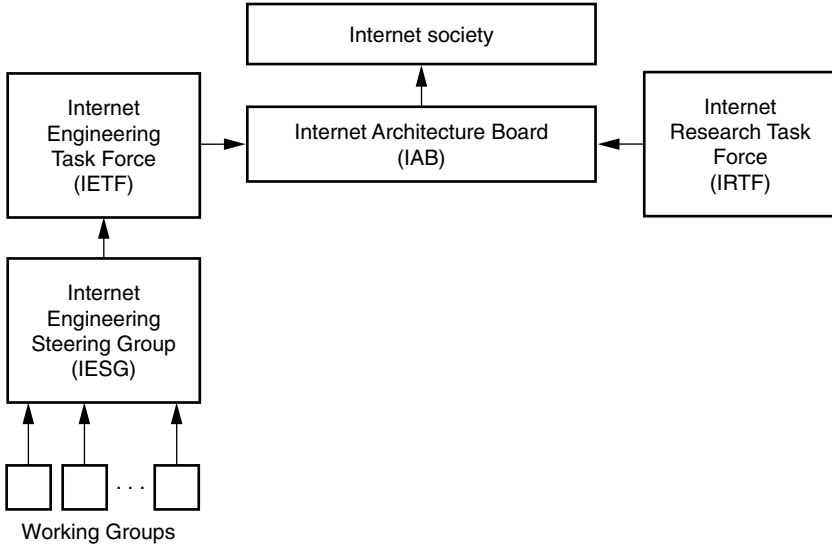 Internet society
Internet
Engineering
Task Force
(IETF)
Internet Architecture Board
(IAB)
Internet
Research Task
Force
(IRTF)
Internet
Engineering
Steering Group
(IESG)
. . .
Working Groups